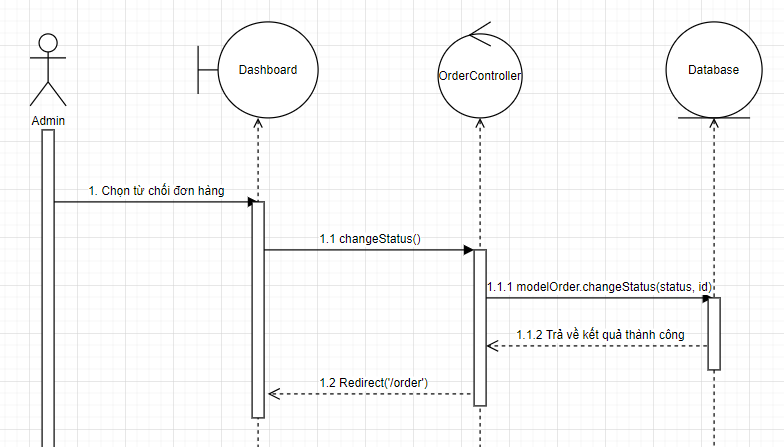 Dashboard
OrderController
Database
Admin
1. Chọn từ chối đơn hàng
1.1 changeStatus()
1.1.1 modelOrder.changeStatus(status, id)
1.1.2 Trả về kết quả thành công
1.2 Redirect('/order')